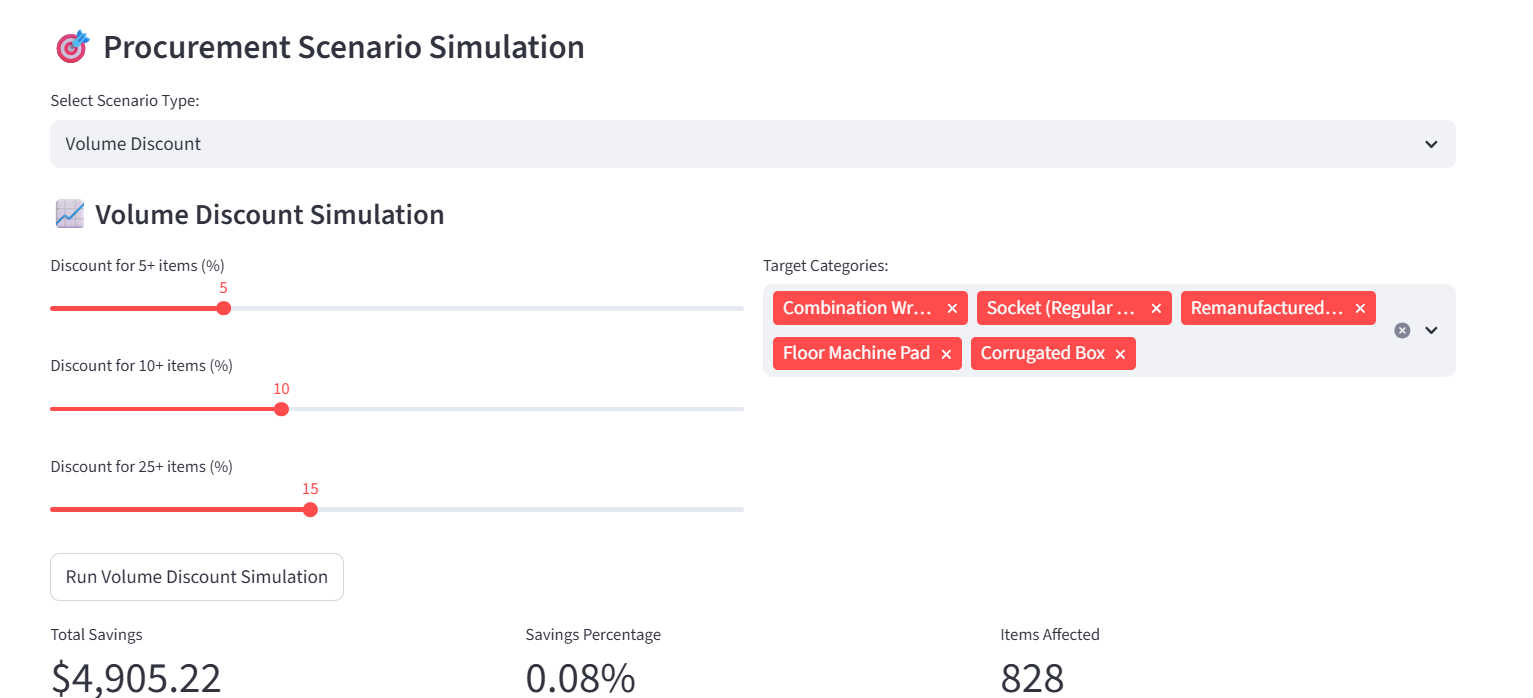 Procurement Scenario Simulation
Select Scenario Type:
Volume Discount
Volume Discount Simulation
Discount for 5+ items (%)
5
Discount for 10+ items (%)
10
Discount for 25+ items (%)
15
Target Categories:
Combination Wr... × Socket (Regular ... × Remanufactured... ×
Floor Machine Pad × Corrugated Box ×
Run Volume Discount Simulation
Total Savings
$4,905.22
Savings Percentage
0.08%
Items Affected
828